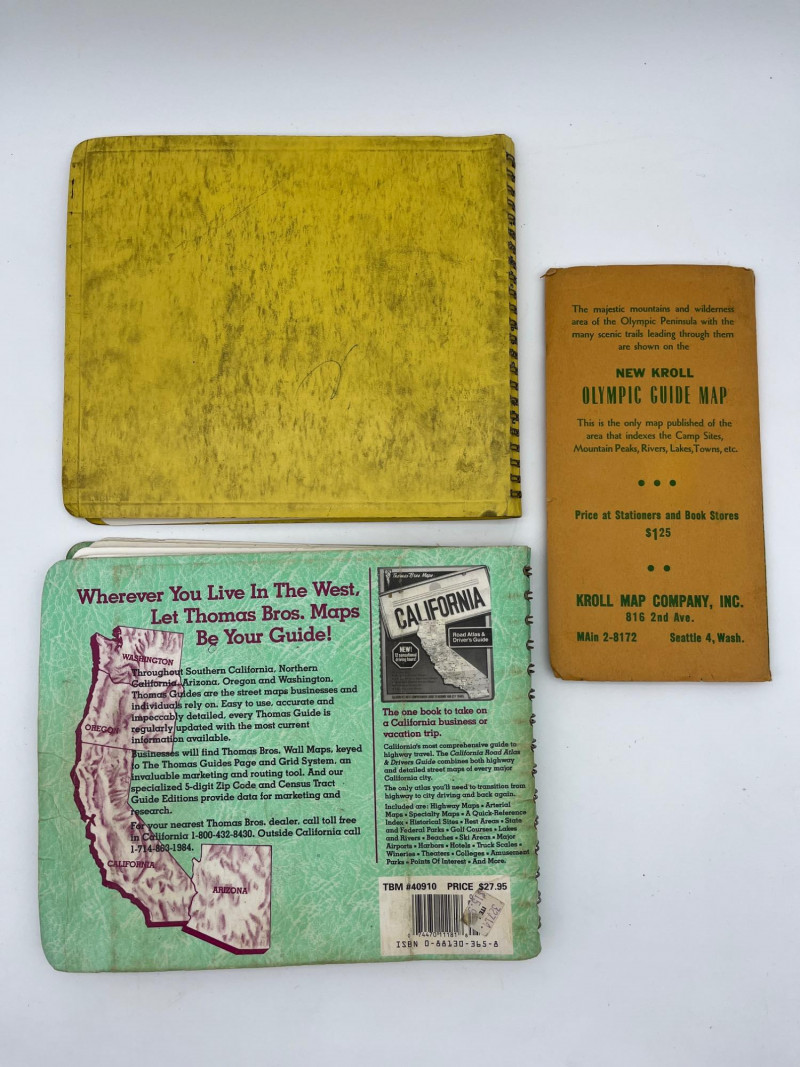 The majestic mountains and wilderness
area of the Olympic Peninsula with the
many scenic trails leading through them
are shown on the
NEW KROLL
OLYMPIC GUIDE MAP
This is the only map published of the
area that indexes the Camp Sites,
Mountain Peaks, Rivers, Lakes, Towns, etc.
Price at Stationers and Book Stores
$1.25
KROLL MAP COMPANY, INC.
816 2nd Ave.
MAin 2-8172 Seattle 4, Wash.
Wherever You Live In The West,
Let Thomas Bros. Maps
Be Your Guide!
WASHINGTON
OREGON
CALIFORNIA
ARIZONA
Throughout Southern California, Northern
California, Arizona, Oregon and Washington,
Thomas Guides are the street maps businesses and
individuals rely on. Easy to use, accurate and
impeccably detailed, every Thomas Guide is
regularly updated with the most current
information available.
Businesses will find Thomas Bros. Wall Maps, keyed
to The Thomas Guides Page and Grid System, an
invaluable marketing and routing tool. And our
specialized 5-digit Zip Code and Census Tract
Guide Editions provide data for marketing and
research.
For your nearest Thomas Bros. dealer, call toll free
in California 1-800-432-8430. Outside California call
1-714-863-1984.
Thomas Bros. Maps
CALIFORNIA
Road Atlas &
Driver's Guide
NEW!
The one book to take on
a California business or
vacation trip.
California's most comprehensive guide to
highway travel. The California Road Atlas
& Drivers Guide combines both highway
and detailed street maps of every major
California city.
The only atlas you'll need to transition from
highway to city driving and back again.
Included are: Highway Maps • Arterial
Maps • Specialty Maps • A Quick-Reference
Index • Historical Sites • Rest Areas • State
and Federal Parks • Golf Courses • Lakes
and Rivers • Beaches • Ski Areas • Major
Airports • Harbors • Hotels • Truck Scales •
Wineries • Theaters • Colleges • Amusement
Parks • Points Of Interest • And More.
TBM #40910 PRICE $27.95
74470 11181
ISBN 0-88130-365-8